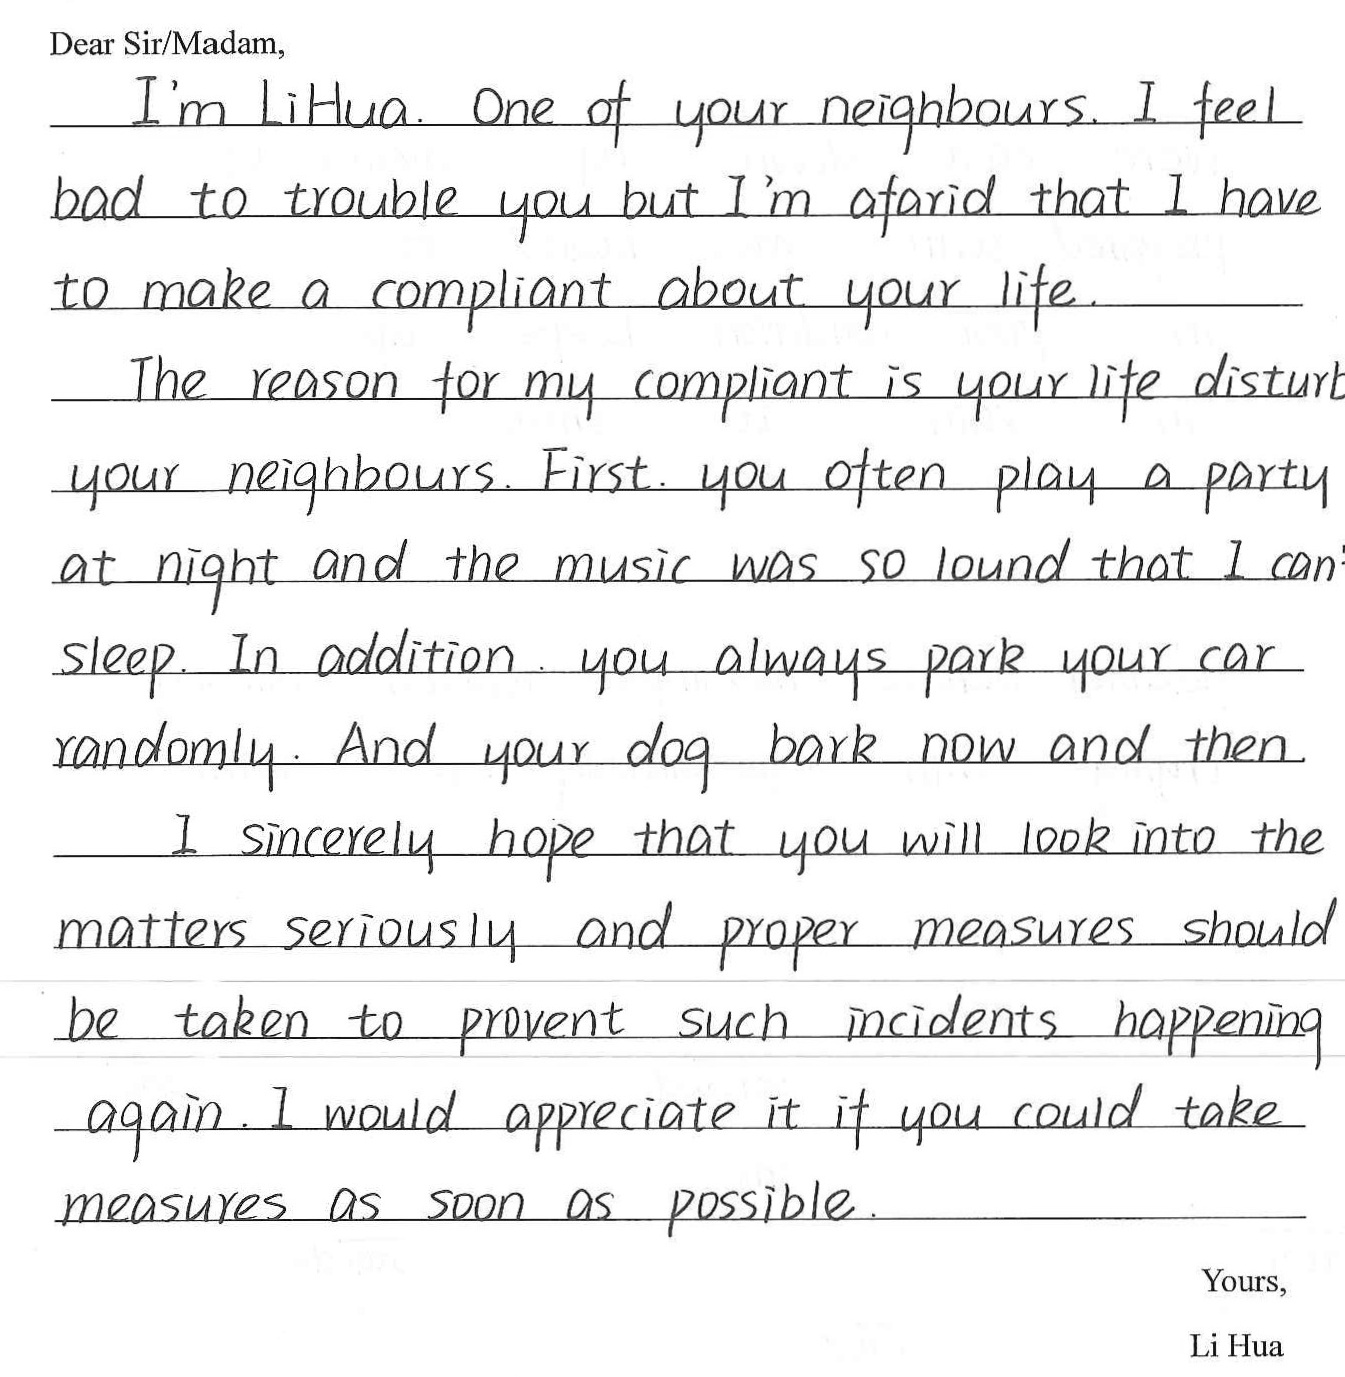 Dear Sir/Madam,
I'm LiHua. One of your neighbours. I feel
bad to trouble you but I'm afarid that I have
to make a compliant about your life.
The reason for my compliant is your life disturb
your neighbours. First. you often play a party
at night and the music was so lound that I can'
sleep. In addition. you always park your car
randomly. And your dog bark now and then.
I sincerely hope that you will look into the
matters seriously and proper measures should
be taken to provent such incidents happening
again. I would appreciate it if you could take
measures as soon as possible.
Yours,
Li Hua